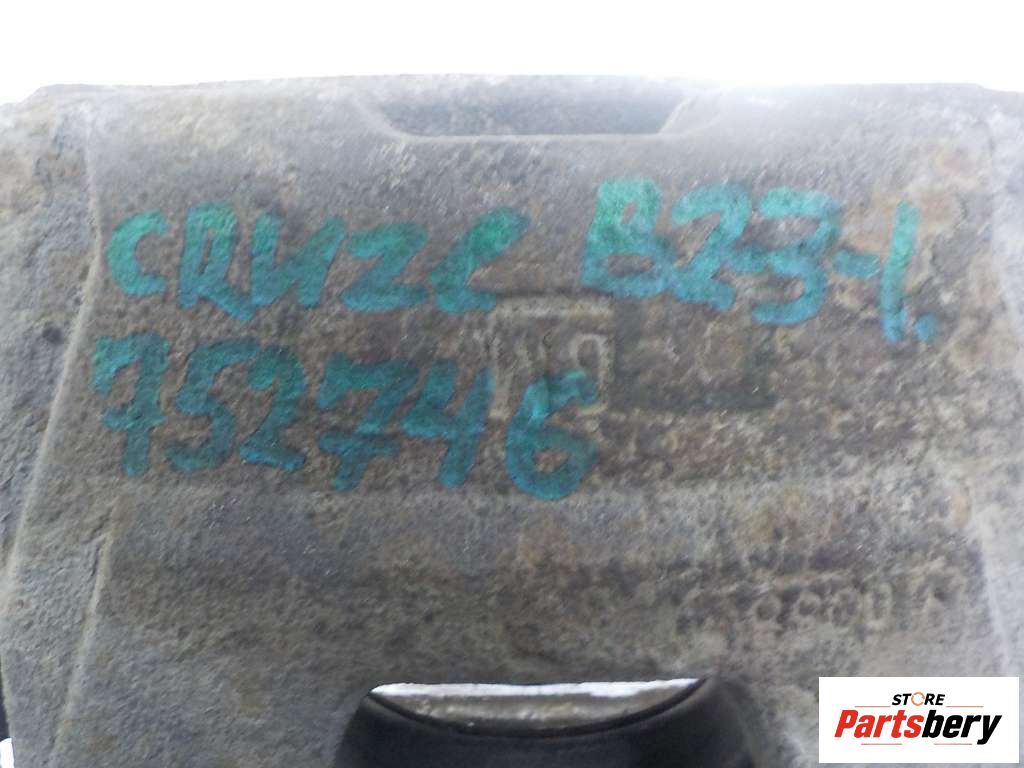 CRUZE B23-1.
752746
STORE
Partsbery